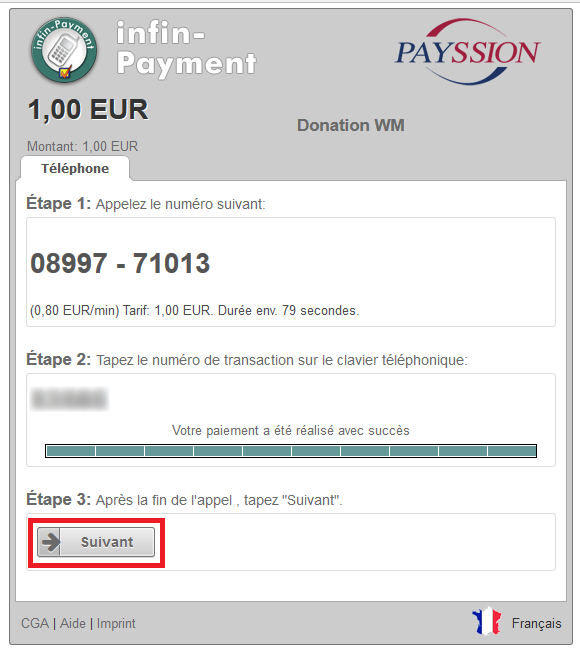 infin-Payment
infin-
Payment
PAYSSION
1,00 EUR
Donation WM
Montant: 1,00 EUR
Téléphone
Étape 1: Appelez le numéro suivant:
08997 - 71013
(0,80 EUR/min) Tarif: 1,00 EUR. Durée env. 79 secondes.
Étape 2: Tapez le numéro de transaction sur le clavier téléphonique:
Votre paiement a été réalisé avec succès
Étape 3: Après la fin de l'appel , tapez "Suivant".
Suivant
CGA | Aide | Imprint
Français